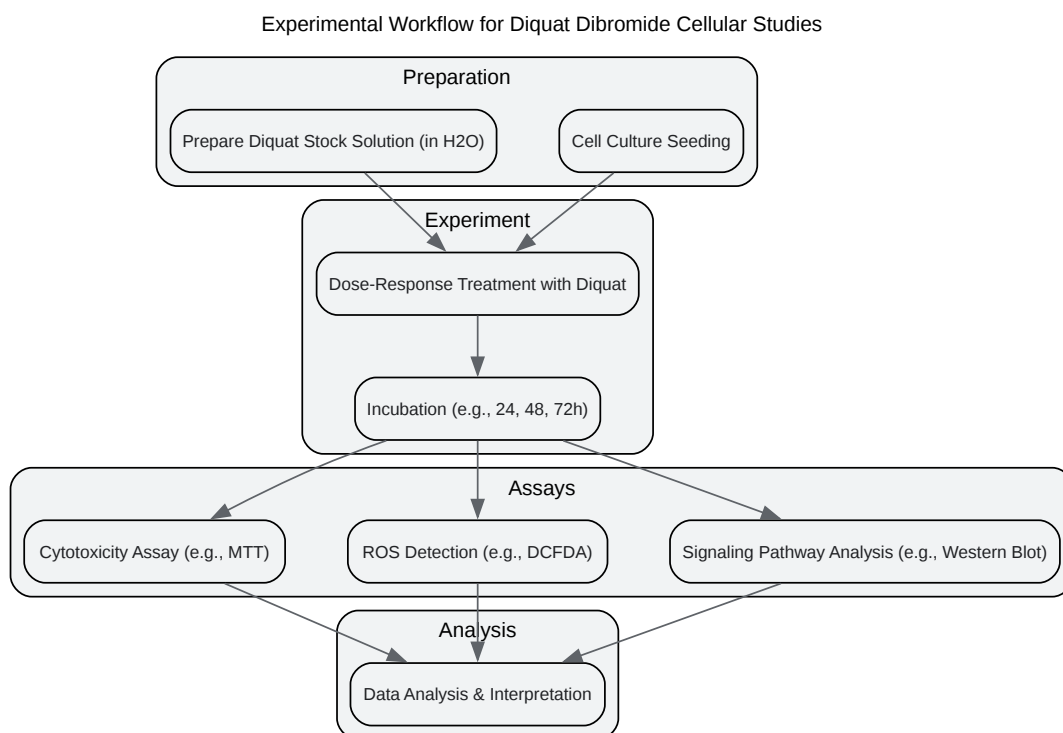 Experimental Workflow for Diquat Dibromide Cellular Studies
Preparation
Prepare Diquat Stock Solution (in H2O)
Cell Culture Seeding
Experiment
Dose-Response Treatment with Diquat
Incubation (e.g., 24, 48, 72h)
Assays
Cytotoxicity Assay (e.g., MTT)
ROS Detection (e.g., DCFDA)
Signaling Pathway Analysis (e.g., Western Blot)
Analysis
Data Analysis & Interpretation